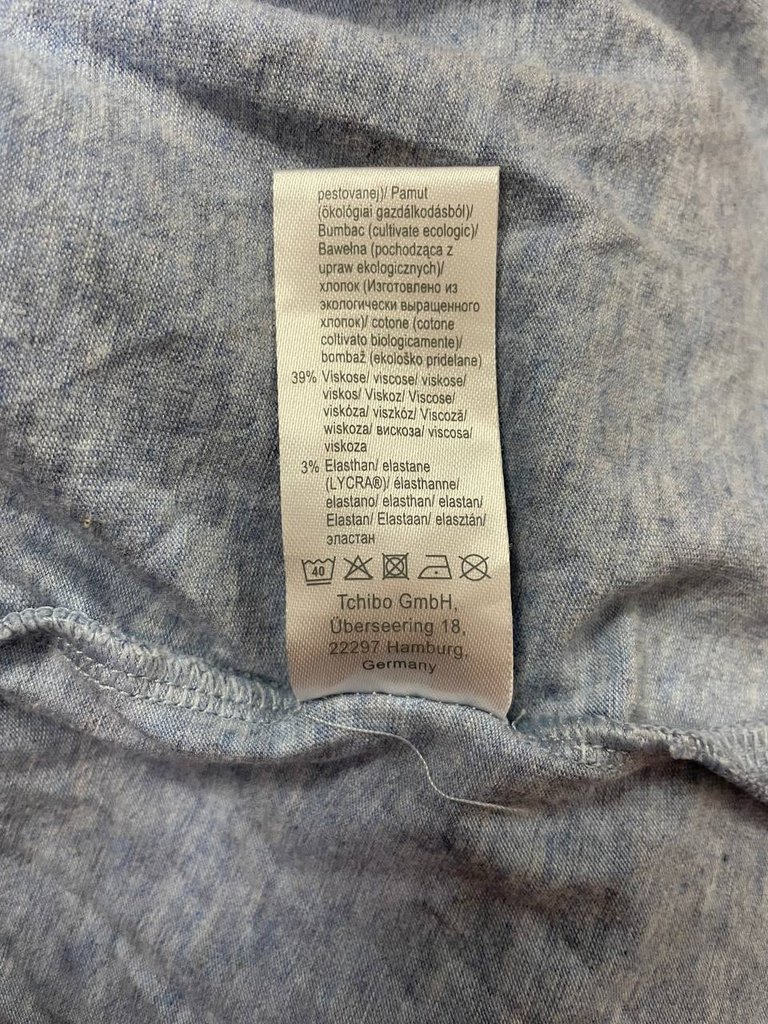 pestovanej)/ Pamut
(ökológiai gazdálkodásból)/
Bumbac (cultivate ecologic)/
Bawełna (pochodząca z
upraw ekologicznych)/
хлопок (Изготовлено из
экологически выращенного
хлопок)/ cotone (cotone
coltivato biologicamente)/
bombaž (ekološko pridelane)
39% Viskose/ viscose/ viskose/
viskos/ Viskoz/ Viscose/
viskóza/ viszkóz/ Viscoză/
wiskoza/ вискоза/ viscosa/
viskoza
3% Elasthan/ elastane
(LYCRA®)/ élasthanne/
elastano/ elasthan/ elastan/
Elastan/ Elastaan/ elasztán/
эластан
40
Tchibo GmbH,
Überseering 18,
22297 Hamburg,
Germany